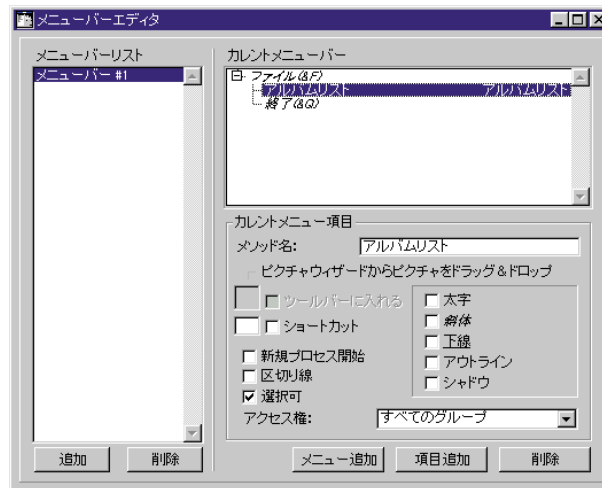 メニューバーエディタ
メニューバーリスト
メニューバー #1
追加
削除
カレントメニューバー
ファイル(&F)
アルバムリスト アルバムリスト
終了(&Q)
カレントメニュー項目
メソッド名: アルバムリスト
ピクチャウィザードからピクチャをドラッグ&ドロップ
ツールバーに入れる
ショートカット
新規プロセス開始
区切り線
選択可
太字
斜体
下線
アウトライン
シャドウ
アクセス権: すべてのグループ
メニュー追加
項目追加
削除